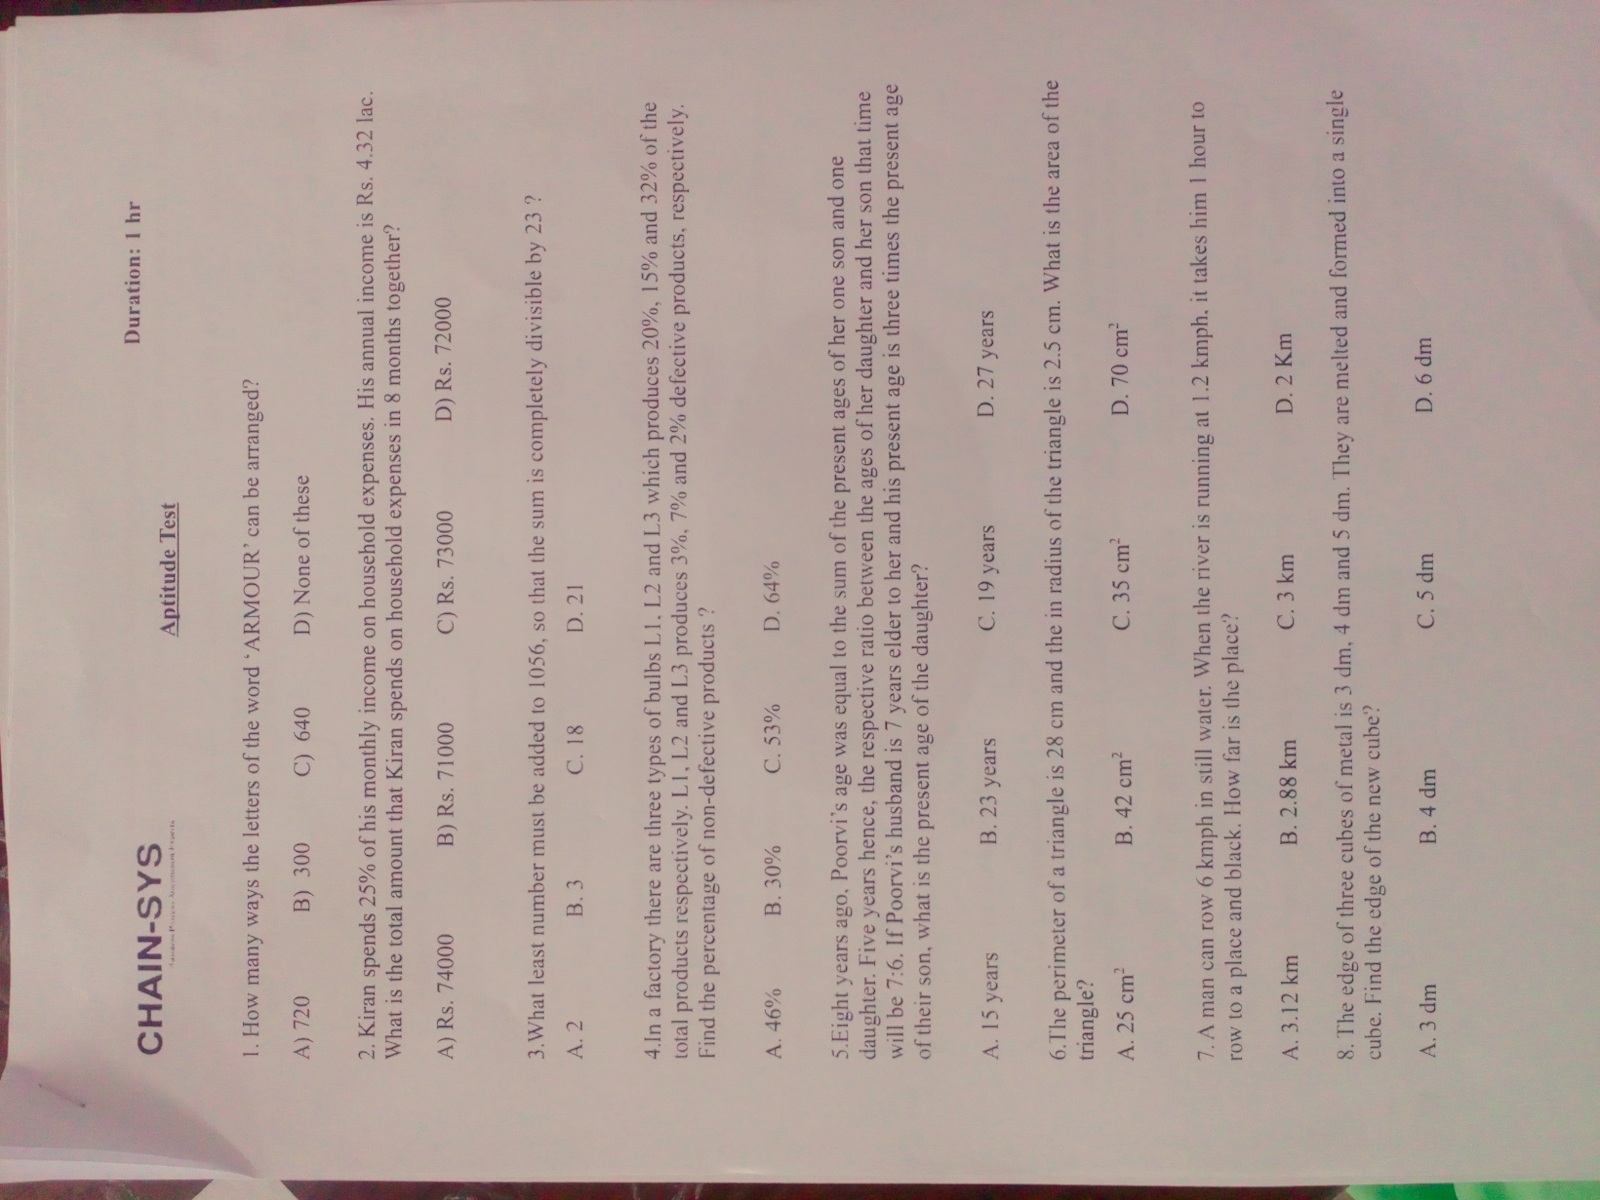 Duration: 1 hr
Aptitude Test
CHAIN-SYS
1. How many ways the letters of the word 'ARMOUR' can be arranged?
A) 720 B) 300 C) 640 D) None of these
2. Kiran spends 25% of his monthly income on household expenses. His annual income is Rs. 4.32 lac.
What is the total amount that Kiran spends on household expenses in 8 months together?
A) Rs. 74000 B) Rs. 71000 C) Rs. 73000 D) Rs. 72000
3.What least number must be added to 1056, so that the sum is completely divisible by 23 ?
A. 2 B. 3 C. 18 D. 21
4.In a factory there are three types of bulbs L1, L2 and L3 which produces 20%, 15% and 32% of the
total products respectively. L1, L2 and L3 produces 3%, 7% and 2% defective products, respectively.
Find the percentage of non-defective products ?
A. 46% B. 30% C. 53% D. 64%
5.Eight years ago, Poorvi's age was equal to the sum of the present ages of her one son and one
daughter. Five years hence, the respective ratio between the ages of her daughter and her son that time
will be 7:6. If Poorvi's husband is 7 years elder to her and his present age is three times the present age
of their son, what is the present age of the daughter?
A. 15 years B. 23 years C. 19 years D. 27 years
6.The perimeter of a triangle is 28 cm and the in radius of the triangle is 2.5 cm. What is the area of the
triangle?
A. 25 cm² B. 42 cm² C. 35 cm² D. 70 cm²
7. A man can row 6 kmph in still water. When the river is running at 1.2 kmph, it takes him 1 hour to
row to a place and black. How far is the place?
A. 3.12 km B. 2.88 km C. 3 km D. 2 Km
8. The edge of three cubes of metal is 3 dm, 4 dm and 5 dm. They are melted and formed into a single
cube. Find the edge of the new cube?
A. 3 dm B. 4 dm C. 5 dm D. 6 dm